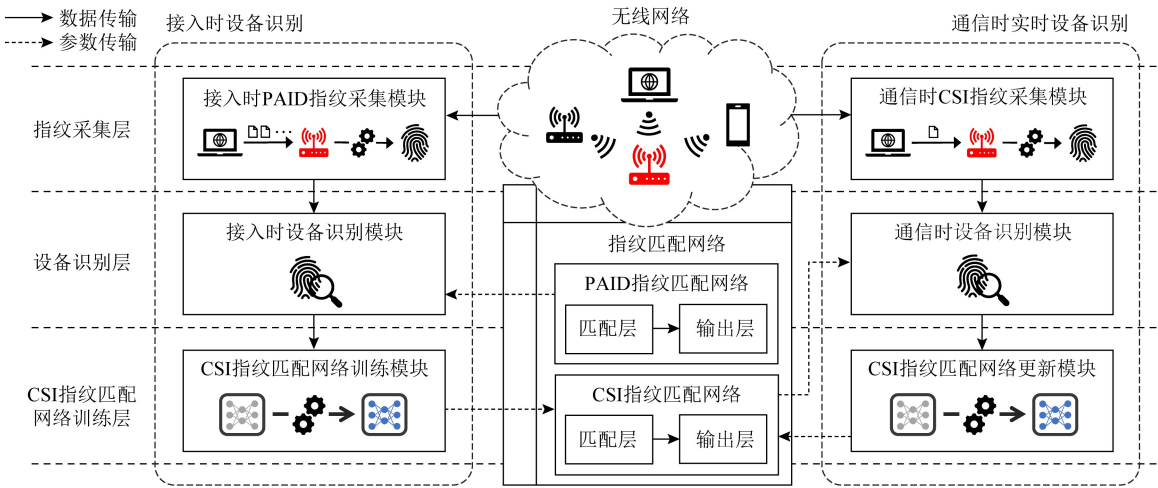 数据传输
参数传输
接入时设备识别
无线网络
通信时实时设备识别
指纹采集层
接入时PAID指纹采集模块
通信时CSI指纹采集模块
设备识别层
接入时设备识别模块
指纹匹配网络
通信时设备识别模块
PAID指纹匹配网络
匹配层
输出层
CSI指纹匹配
网络训练层
CSI指纹匹配网络训练模块
CSI指纹匹配网络
匹配层
输出层
CSI指纹匹配网络更新模块